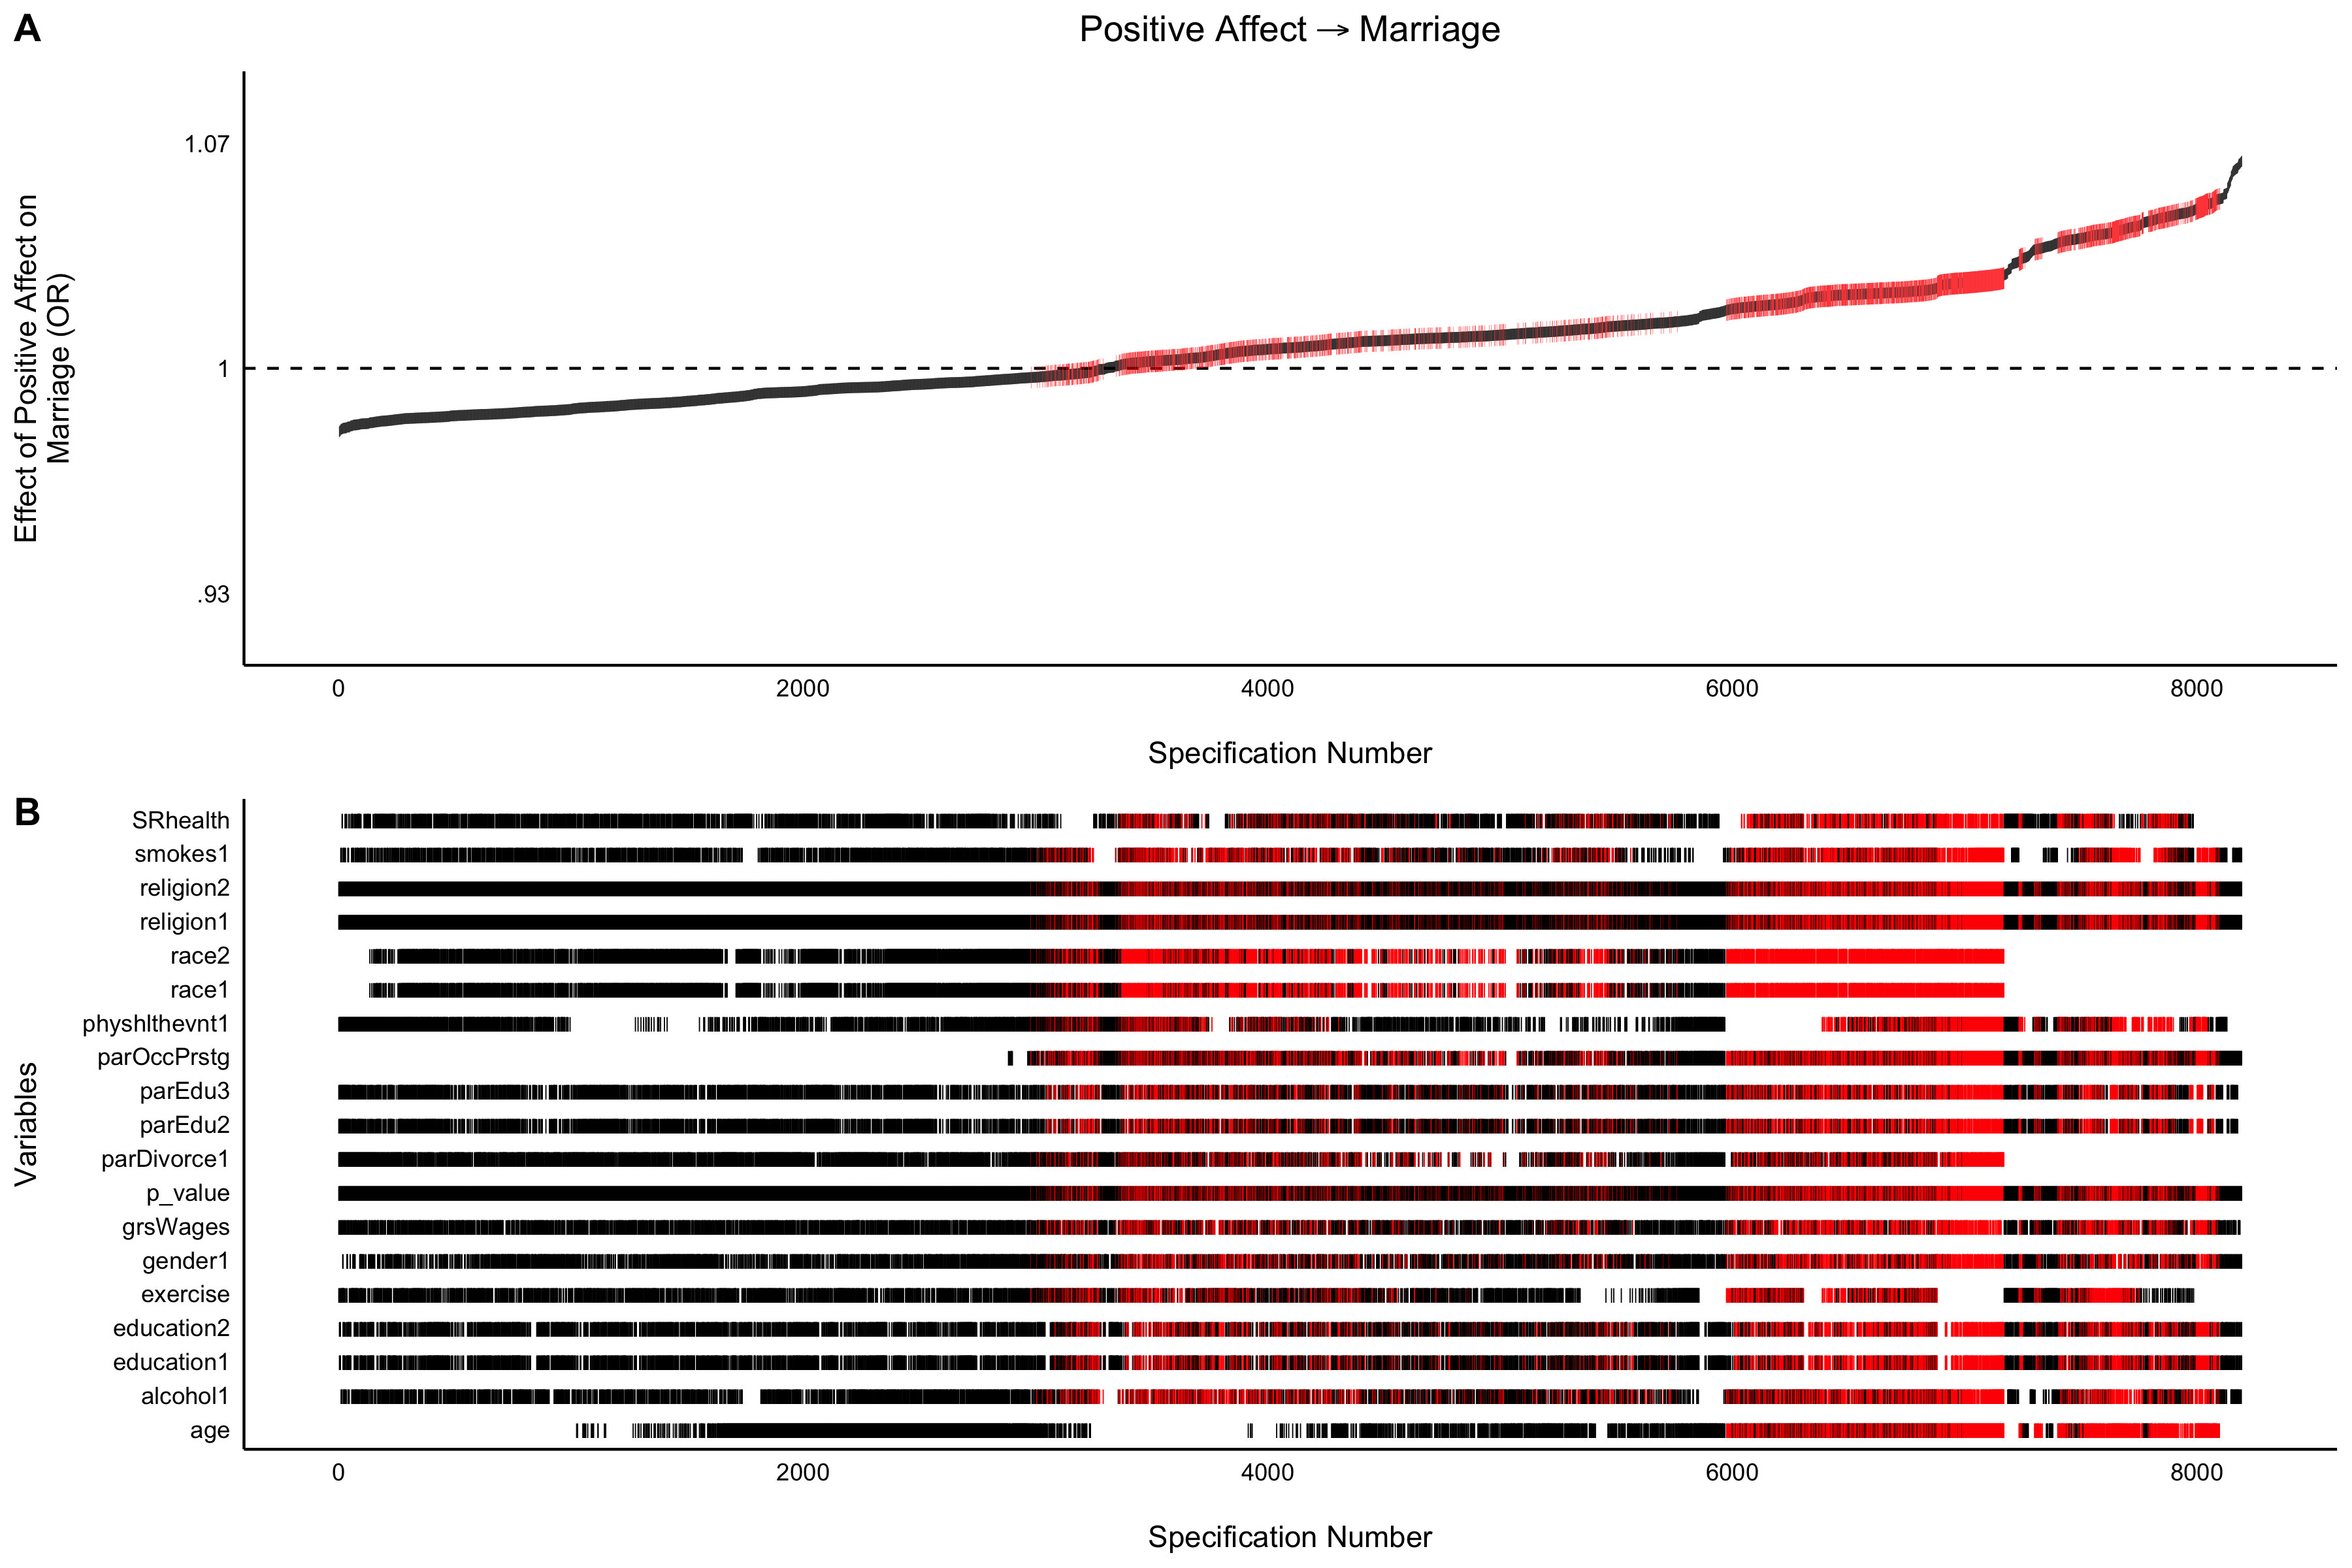 A
Positive Affect → Marriage
Effect of Positive Affect on
Marriage (OR)
1.07
1
.93
0 2000 4000 6000 8000
Specification Number
B
Variables
SRhealth
smokes1
religion2
religion1
race2
race1
physhlthevnt1
parOccPrstg
parEdu3
parEdu2
parDivorce1
p_value
grsWages
gender1
exercise
education2
education1
alcohol1
age
0 2000 4000 6000 8000
Specification Number